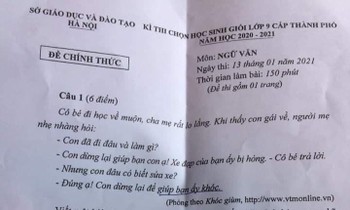 SỞ GIÁO DỤC VÀ ĐÀO TẠO
HÀ NỘI
KÌ THI CHỌN HỌC SINH GIỎI LỚP 9 CẤP THÀNH PHỐ
NĂM HỌC 2020 - 2021
ĐỀ CHÍNH THỨC
Môn: NGỮ VĂN
Ngày thi: 13 tháng 01 năm 2021
Thời gian làm bài: 150 phút
(Đề thi gồm 01 trang)
Câu 1 (6 điểm)
Cô bé đi học về muộn, cha mẹ rất lo lắng. Khi thấy con gái về, người mẹ
nhẹ nhàng hỏi:
- Con đã đi đâu và làm gì?
- Con dừng lại giúp bạn con ạ! Xe đạp của bạn ấy bị hỏng. - Cô bé trả lời.
- Nhưng con đâu có biết sửa xe?
- Đúng ạ! Con dừng lại để giúp bạn ấy khóc.
(Phỏng theo Khóc giùm, http://www.vtmonline.vn)